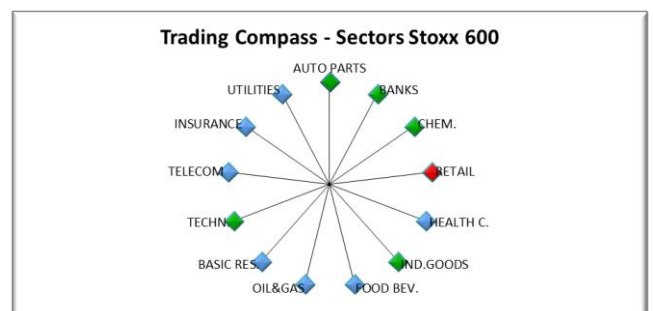 Trading Compass - Sectors Stoxx 600
AUTO PARTS
UTILITIES
BANKS
INSURANCE
CHEM.
TELECOM
RETAIL
TECHN.
HEALTH C.
BASIC RES.
IND.GOODS
OIL&GAS
FOOD BEV.